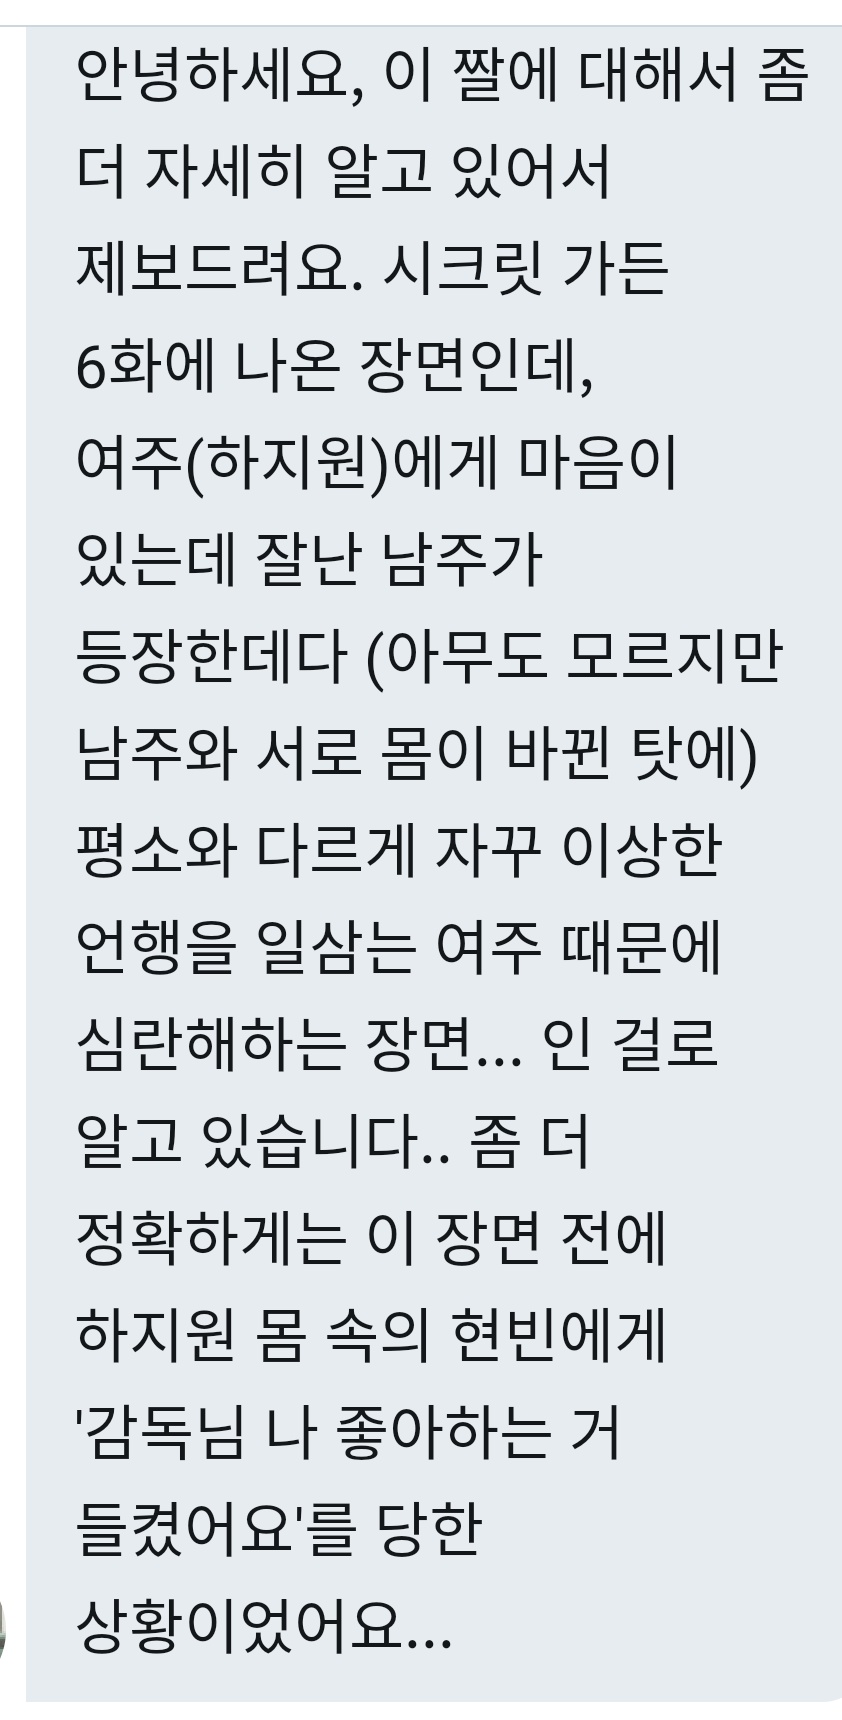 안녕하세요, 이 짤에 대해서 좀
더 자세히 알고 있어서
제보드려요. 시크릿 가든
6화에 나온 장면인데,
여주(하지원)에게 마음이
있는데 잘난 남주가
등장한데다 (아무도 모르지만
남주와 서로 몸이 바뀐 탓에)
평소와 다르게 자꾸 이상한
언행을 일삼는 여주 때문에
심란해하는 장면... 인 걸로
알고 있습니다.. 좀 더
정확하게는 이 장면 전에
하지원 몸 속의 현빈에게
'감독님 나 좋아하는 거
들켰어요'를 당한
상황이었어요...